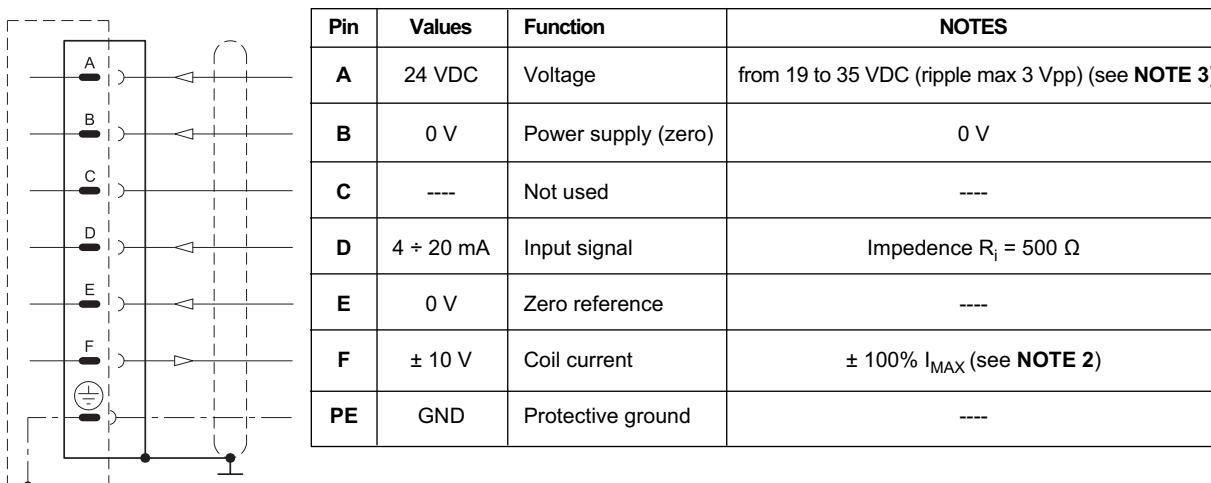 A
B
C
D
E
F
Pin Values Function NOTES
A 24 VDC Voltage from 19 to 35 VDC (ripple max 3 Vpp) (see NOTE 3)
B 0 V Power supply (zero) 0 V
C ---- Not used ----
D 4 ÷ 20 mA Input signal Impedence Ri = 500 Ω
E 0 V Zero reference ----
F ± 10 V Coil current ± 100% IMAX (see NOTE 2)
PE GND Protective ground ----